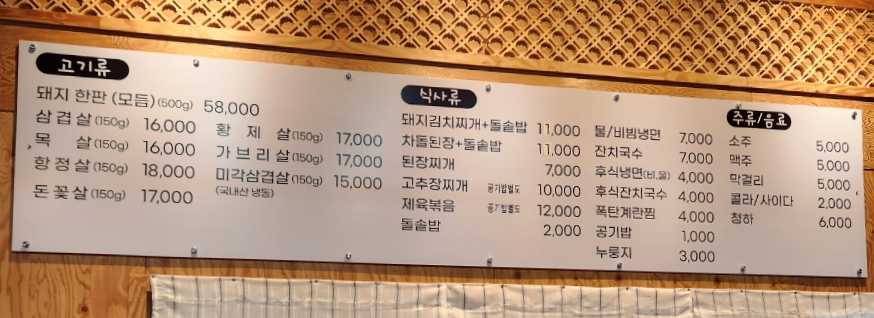 고기류
돼지 한판 (모듬)(500g) 58,000
삼겹살(150g) 16,000
목 살(150g) 16,000
항정살(150g) 18,000
돈꽃살(150g) 17,000
황제살(150g) 17,000
가브리살(150g) 17,000
미각삼겹살(150g) 15,000
(국내산 냉동)
식사류
돼지김치찌개+돌솥밥 11,000
차돌된장+돌솥밥 11,000
된장찌개 7,000
고추장찌개 공기밥별도 10,000
제육볶음 공기밥별도 12,000
돌솥밥 2,000
물/비빔냉면 7,000
잔치국수 7,000
후식냉면(비,물) 4,000
후식잔치국수 4,000
폭탄계란찜 4,000
공기밥 1,000
누룽지 3,000
주류/음료
소주 5,000
맥주 5,000
막걸리 5,000
콜라/사이다 2,000
청하 6,000